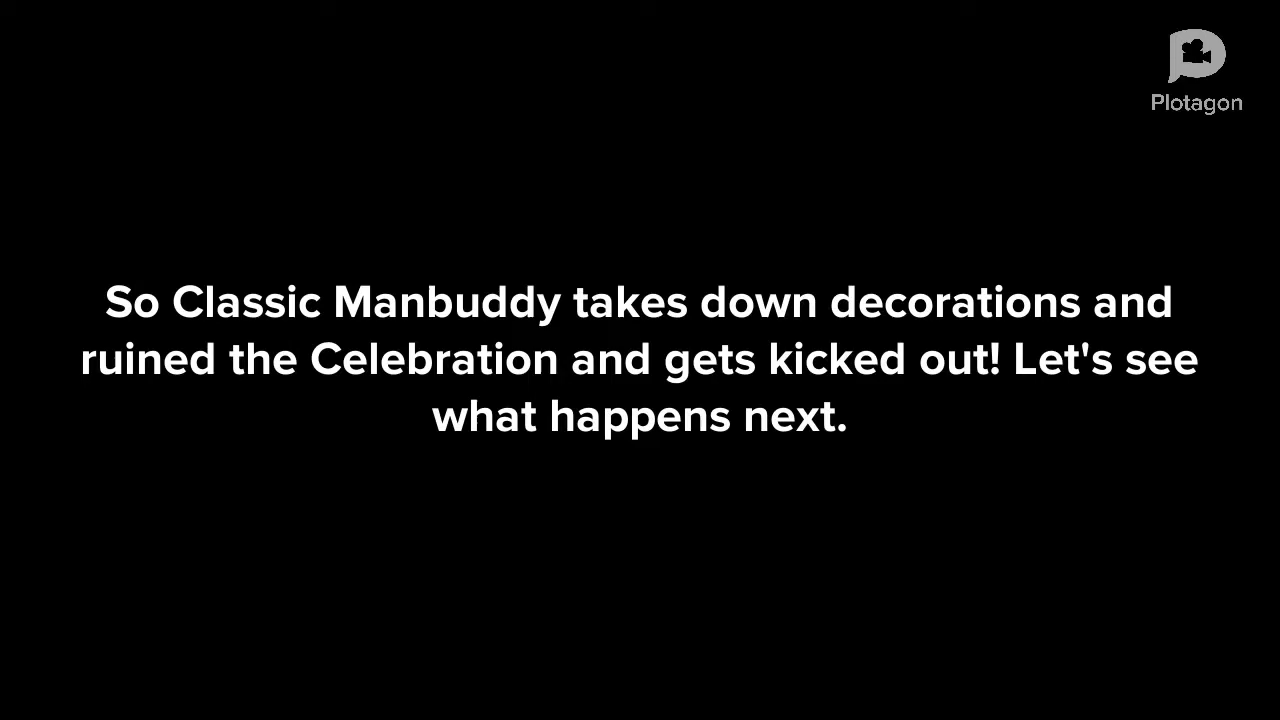 Plotagon
So Classic Manbuddy takes down decorations and
ruined the Celebration and gets kicked out! Let's see
what happens next.